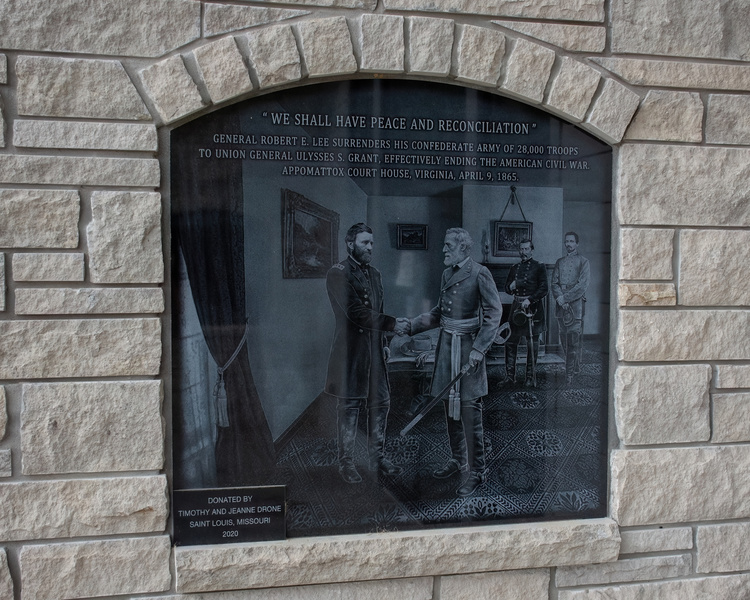 "WE SHALL HAVE PEACE AND RECONCILIATION"
GENERAL ROBERT E. LEE SURRENDERS HIS CONFEDERATE ARMY OF 28,000 TROOPS
TO UNION GENERAL ULYSSES S. GRANT, EFFECTIVELY ENDING THE AMERICAN CIVIL WAR.
APPOMATTOX COURT HOUSE, VIRGINIA, APRIL 9, 1865.
DONATED BY
TIMOTHY AND JEANNE DRONE
SAINT LOUIS, MISSOURI
2020